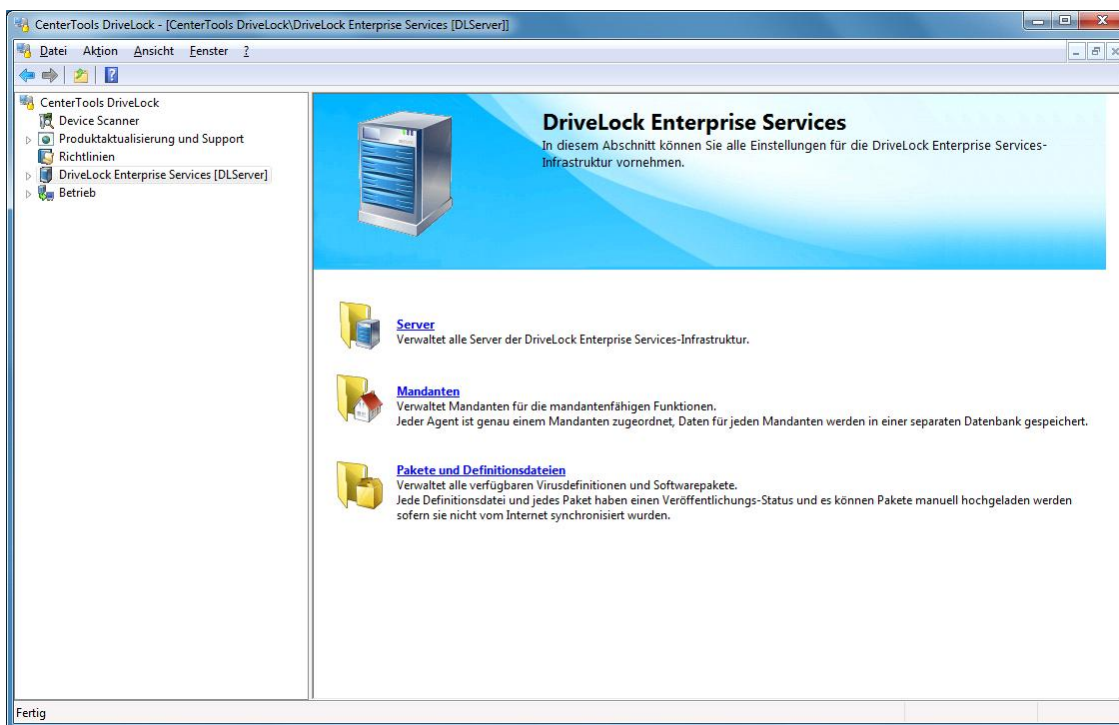 CenterTools DriveLock - [CenterTools DriveLock\DriveLock Enterprise Services [DLServer]]
Datei Aktion Ansicht Fenster ?
CenterTools DriveLock
Device Scanner
Produktaktualisierung und Support
Richtlinien
DriveLock Enterprise Services [DLServer]
Betrieb
DriveLock Enterprise Services
In diesem Abschnitt können Sie alle Einstellungen für die DriveLock Enterprise Services-
Infrastruktur vornehmen.
Server
Verwaltet alle Server der DriveLock Enterprise Services-Infrastruktur.
Mandanten
Verwaltet Mandanten für die mandantenfähigen Funktionen.
Jeder Agent ist genau einem Mandanten zugeordnet, Daten für jeden Mandanten werden in einer separaten Datenbank gespeichert.
Pakete und Definitionsdateien
Verwaltet alle verfügbaren Virusdefinitionen und Softwarepakete.
Jede Definitionsdatei und jedes Paket haben einen Veröffentlichungs-Status und es können Pakete manuell hochgeladen werden
sofern sie nicht vom Internet synchronisiert wurden.
Fertig